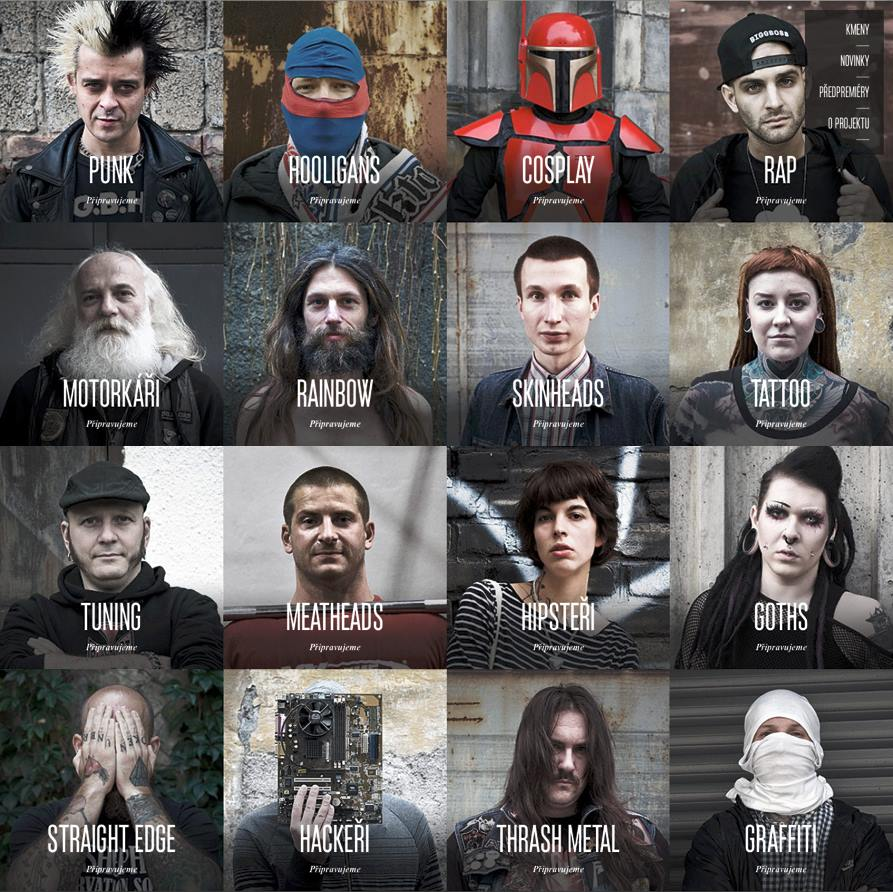 BIGGBOSS
KMENY
NOVINKY
PŘEDPREMIÉRY
O PROJEKTU
PUNK
Připravujeme
G.B.H
HOOLIGANS
Připravujeme
COSPLAY
Připravujeme
RAP
Připravujeme
MOTORKÁŘI
Připravujeme
RAINBOW
Připravujeme
SKINHEADS
Připravujeme
TATTOO
Připravujeme
TUNING
Připravujeme
MEATHEADS
Připravujeme
HIPSTEŘI
Připravujeme
GOTHS
Připravujeme
STRAIGHT EDGE
Připravujeme
HACKEŘI
Připravujeme
THRASH METAL
Připravujeme
GRAFFITI
Připravujeme